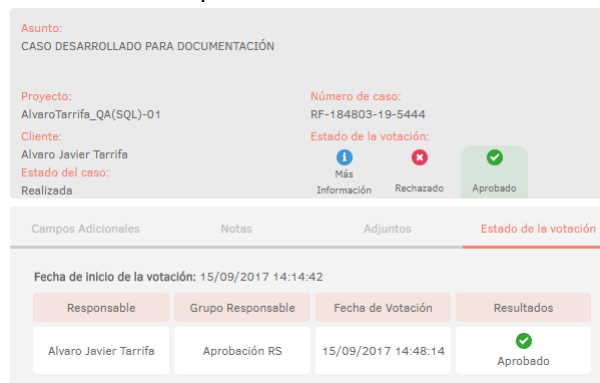 Asunto:
CASO DESARROLLADO PARA DOCUMENTACIÓN
Proyecto:
AlvaroTarrifa_QA(SQL)-01
Número de caso:
RF-184803-19-5444
Cliente:
Alvaro Javier Tarrifa
Estado de la votación:
Más Información
Rechazado
Aprobado
Estado del caso:
Realizada
Campos Adicionales
Notas
Adjuntos
Estado de la votación
Fecha de inicio de la votación: 15/09/2017 14:14:42
Responsable
Grupo Responsable
Fecha de Votación
Resultados
Alvaro Javier Tarrifa
Aprobación RS
15/09/2017 14:48:14
Aprobado